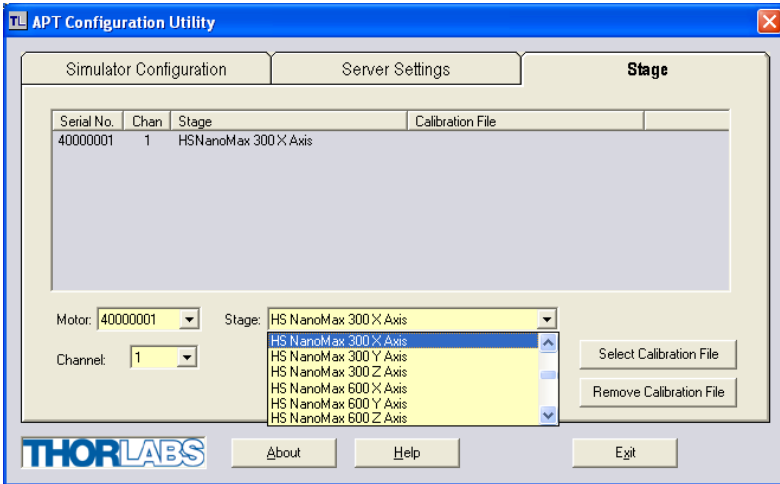 TL APT Configuration Utility
Simulator Configuration Server Settings Stage
Serial No. Chan Stage Calibration File
40000001 1 HSNanoMax 300 X Axis
Motor: 40000001 Stage: HS NanoMax 300 X Axis
HS NanoMax 300 X Axis
HS NanoMax 300 Y Axis
HS NanoMax 300 Z Axis
HS NanoMax 600 X Axis
HS NanoMax 600 Y Axis
HS NanoMax 600 Z Axis
Channel: 1
Select Calibration File
Remove Calibration File
THORLABS About Help Exit